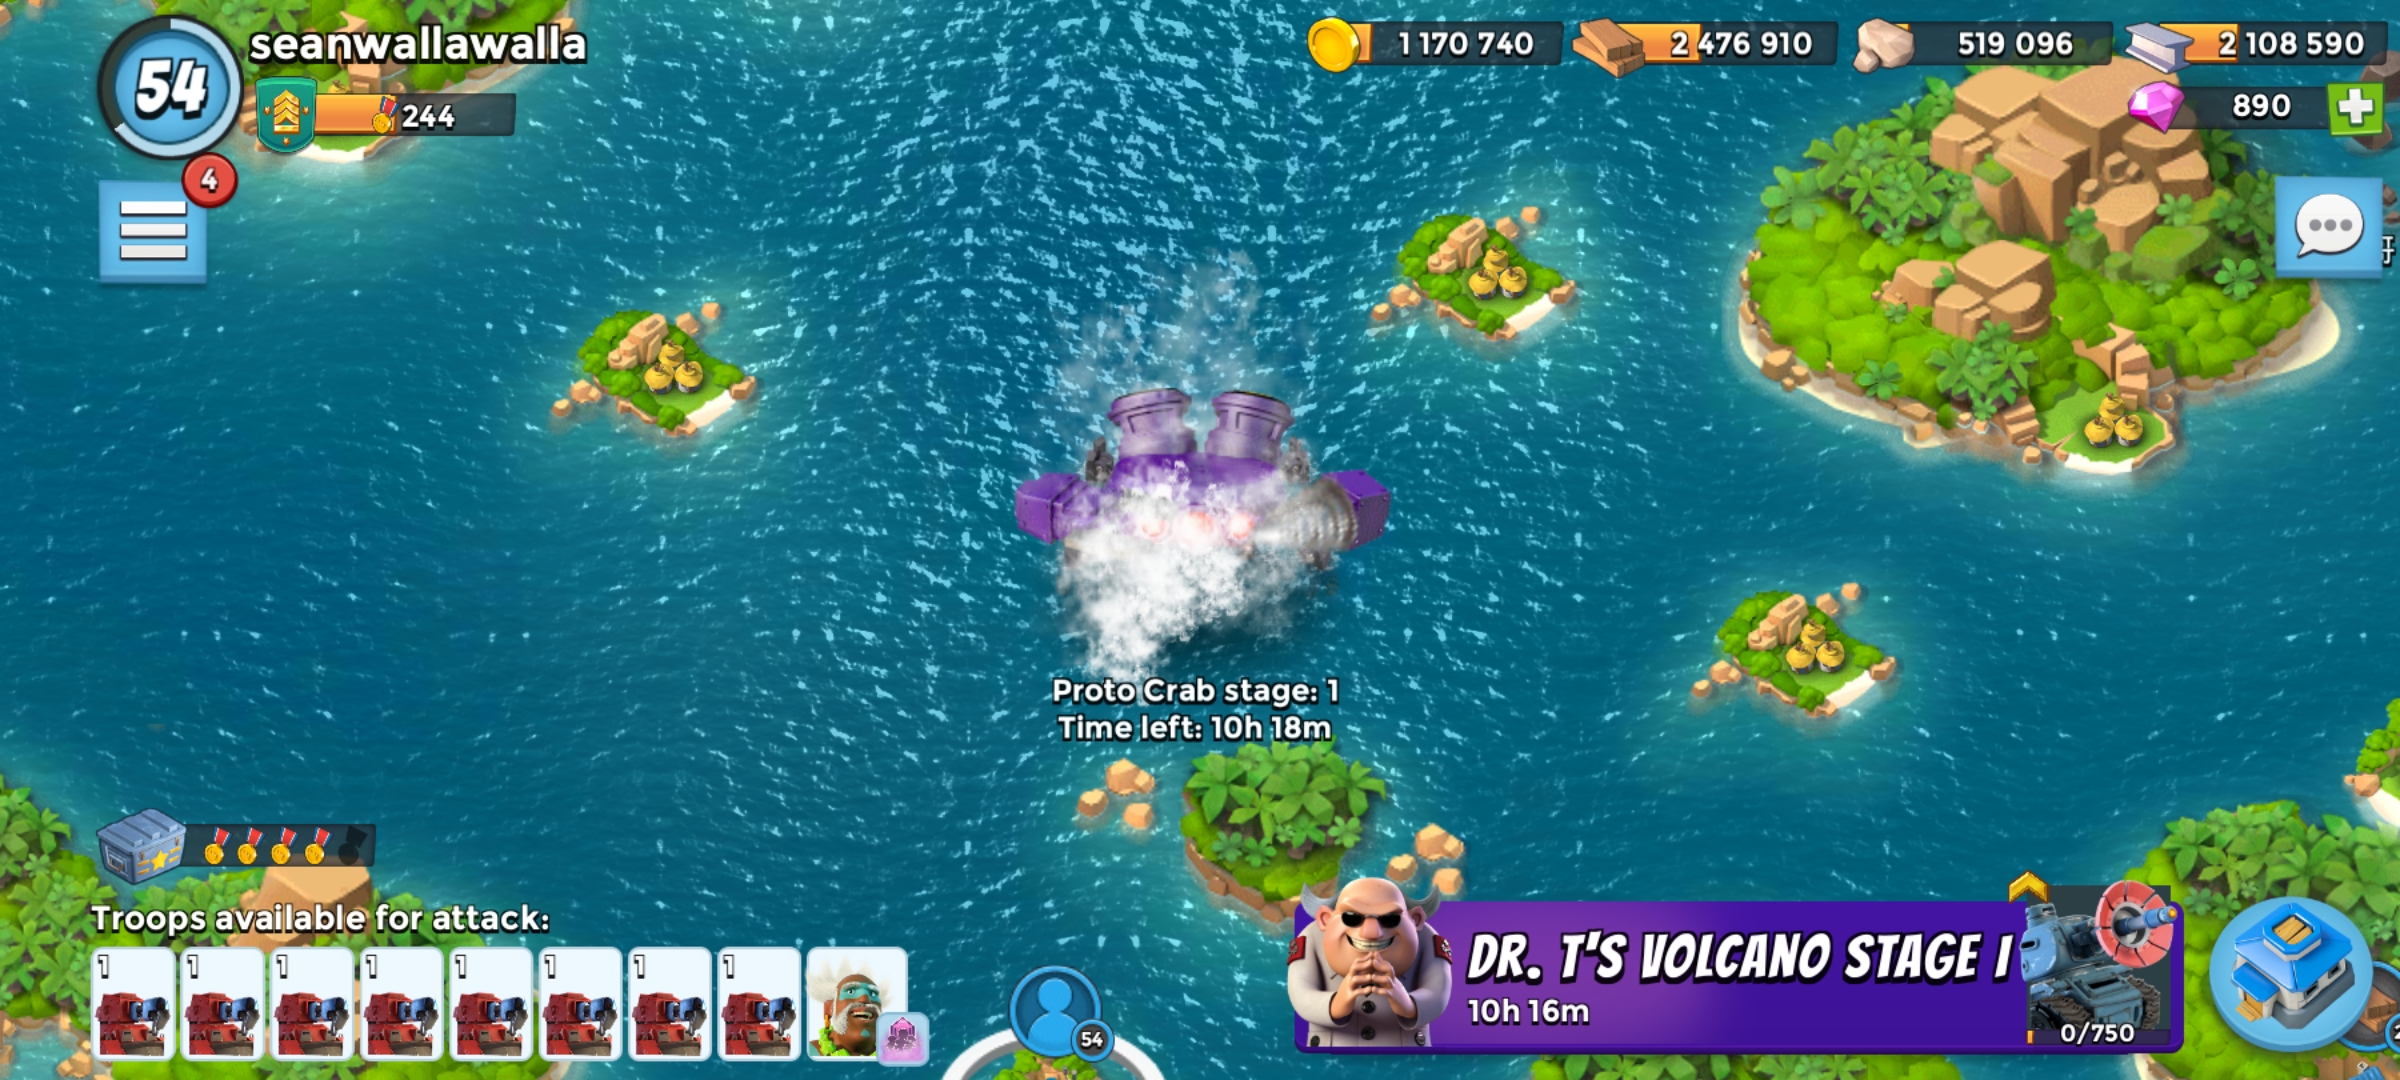 54
seanwallawalla
244
4
1 170 740
2 476 910
519 096
2 108 590
890
Proto Crab stage: 1
Time left: 10h 18m
Troops available for attack:
1 1 1 1 1 1 1 1
54
DR. T'S VOLCANO STAGE I
10h 16m
0/750